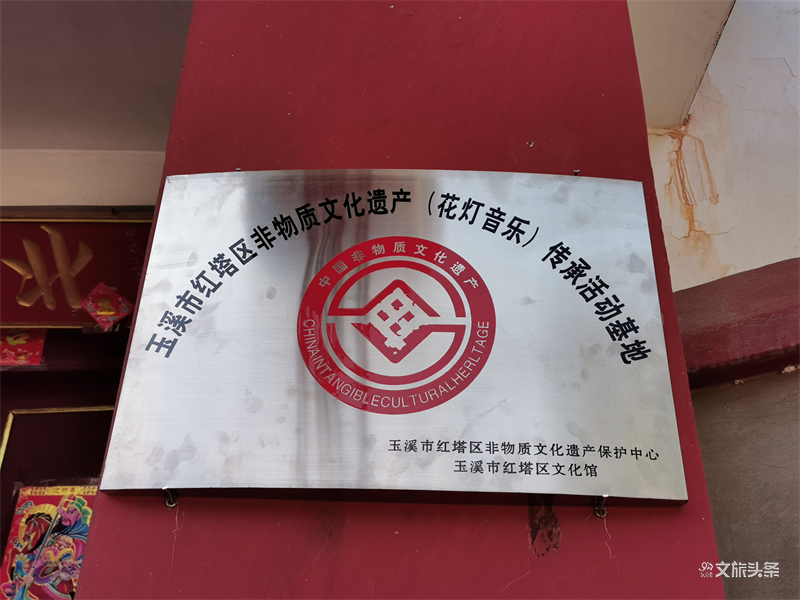 玉溪市红塔区非物质文化遗产（花灯音乐）传承活动基地
中国非物质文化遗产
CHINAINTANGIBLECULTURALHERLTAGE
玉溪市红塔区非物质文化遗产保护中心
玉溪市红塔区文化馆
业
文旅头条